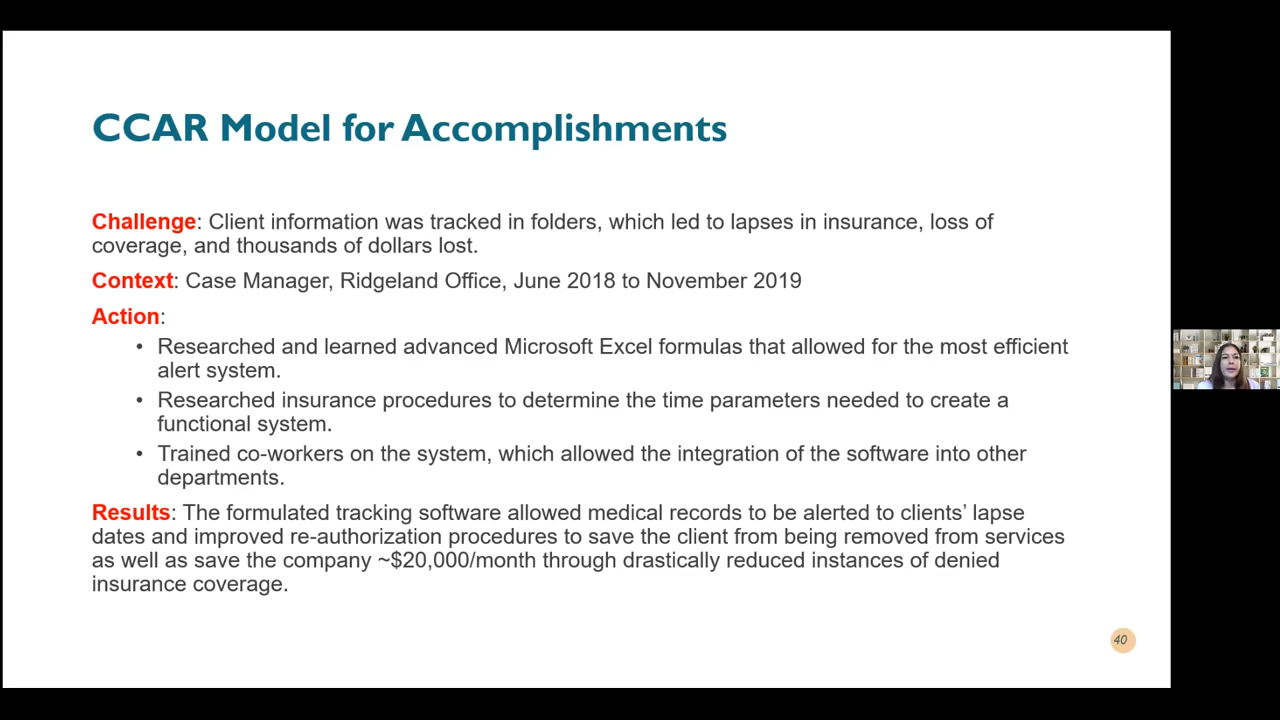 CCAR Model for Accomplishments
Challenge: Client information was tracked in folders, which led to lapses in insurance, loss of
coverage, and thousands of dollars lost.
Context: Case Manager, Ridgeland Office, June 2018 to November 2019
Action:
• Researched and learned advanced Microsoft Excel formulas that allowed for the most efficient
alert system.
• Researched insurance procedures to determine the time parameters needed to create a
functional system.
• Trained co-workers on the system, which allowed the integration of the software into other
departments.
Results: The formulated tracking software allowed medical records to be alerted to clients’ lapse
dates and improved re-authorization procedures to save the client from being removed from services
as well as save the company ~$20,000/month through drastically reduced instances of denied
insurance coverage.
40